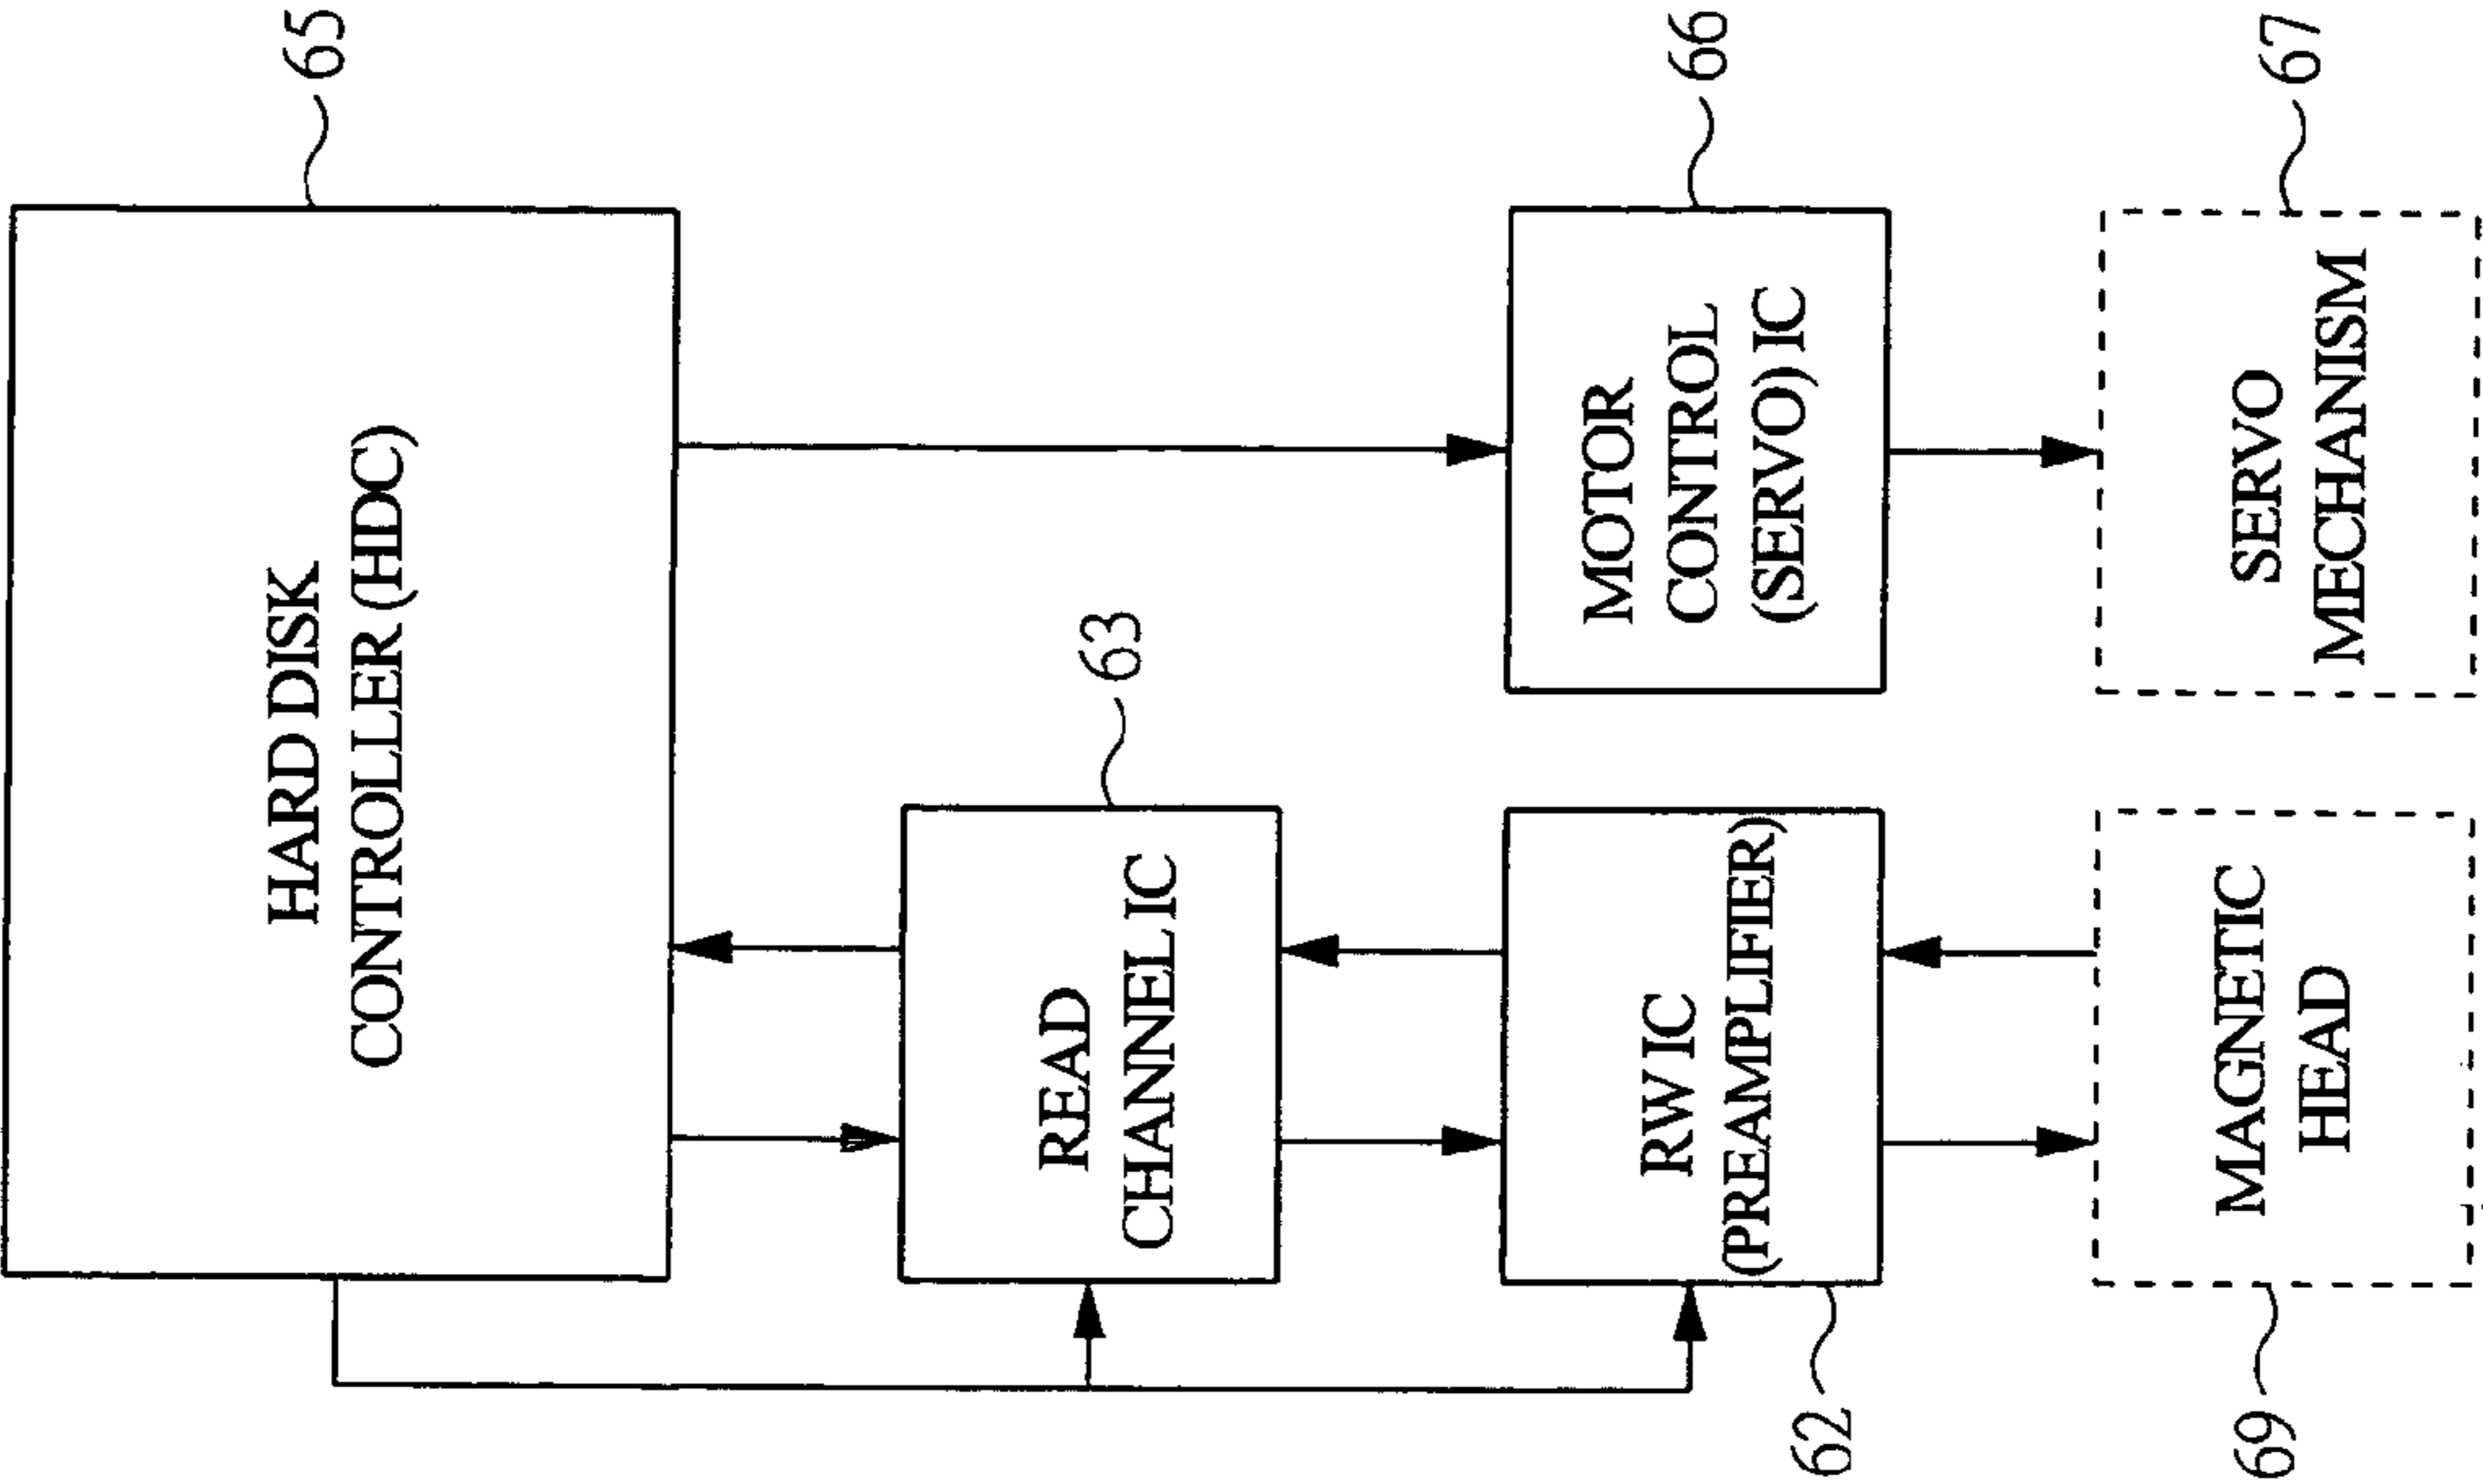 65
HARD DISK
CONTROLLER (HDC)
63
READ
CHANNEL IC
66
MOTOR
CONTROL
(SERVO) IC
62
RW IC
(PREAMPLIFIER)
67
SERVO
MECHANISM
69
MAGNETIC
HEAD